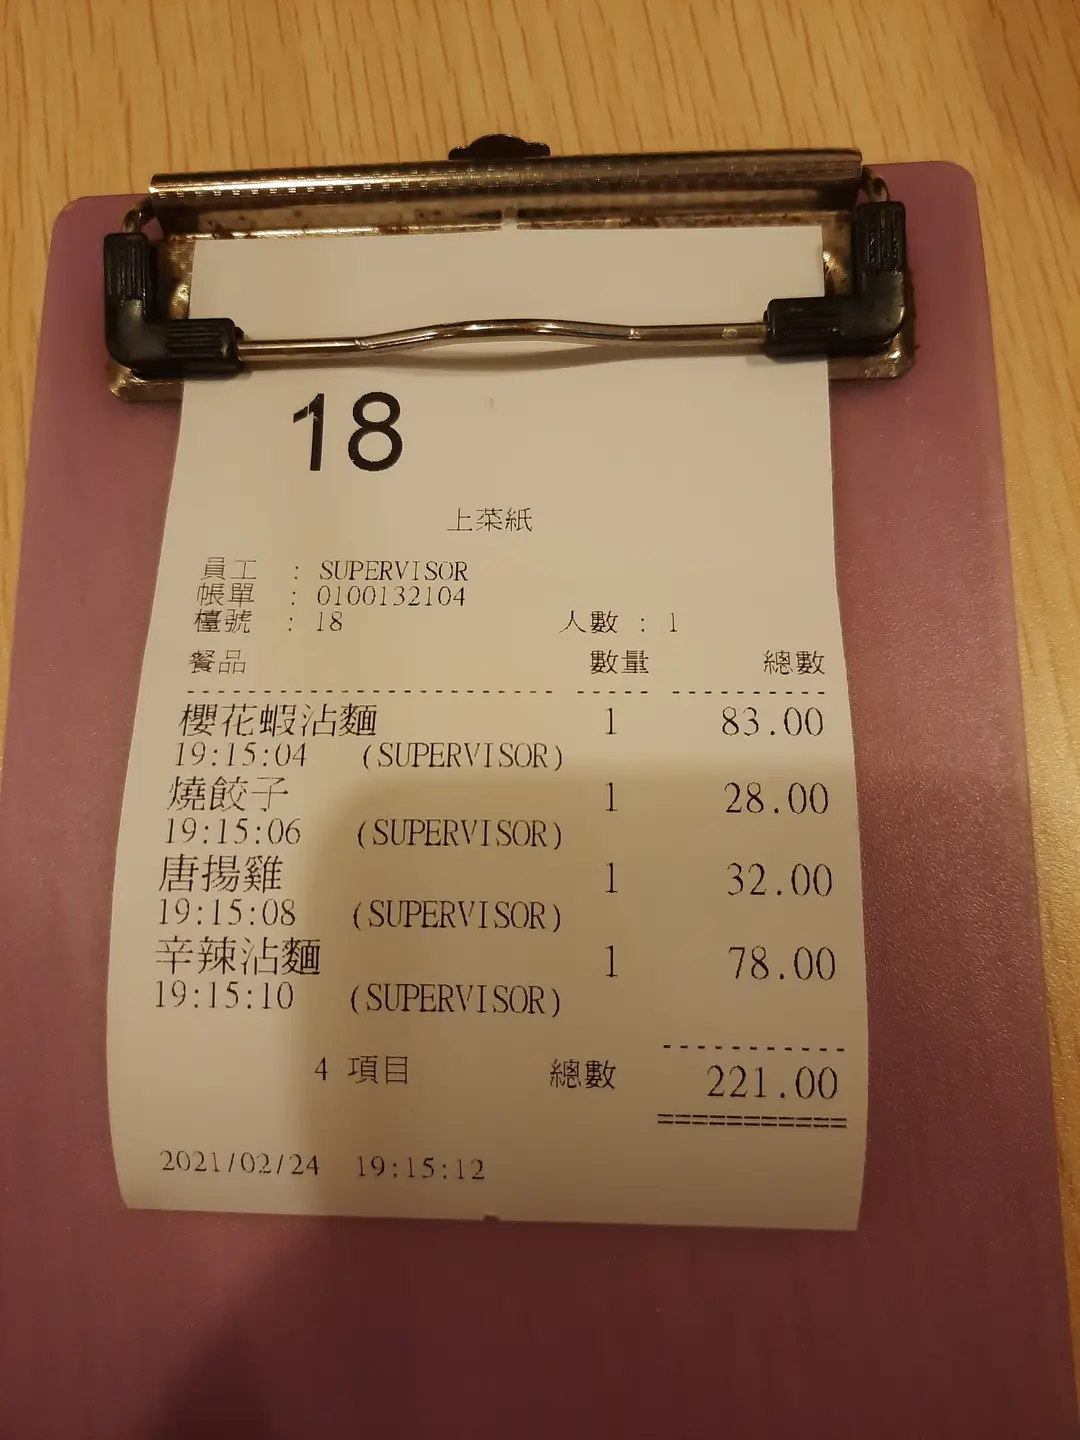 18
上菜紙
員工 : SUPERVISOR
帳單 : 0100132104
檯號 : 18 人數 : 1
餐品 數量 總數
櫻花蝦沾麵 1 83.00
19:15:04 (SUPERVISOR)
燒餃子 1 28.00
19:15:06 (SUPERVISOR)
唐揚雞 1 32.00
19:15:08 (SUPERVISOR)
辛辣沾麵 1 78.00
19:15:10 (SUPERVISOR)
4 項目 總數 221.00
2021/02/24 19:15:12